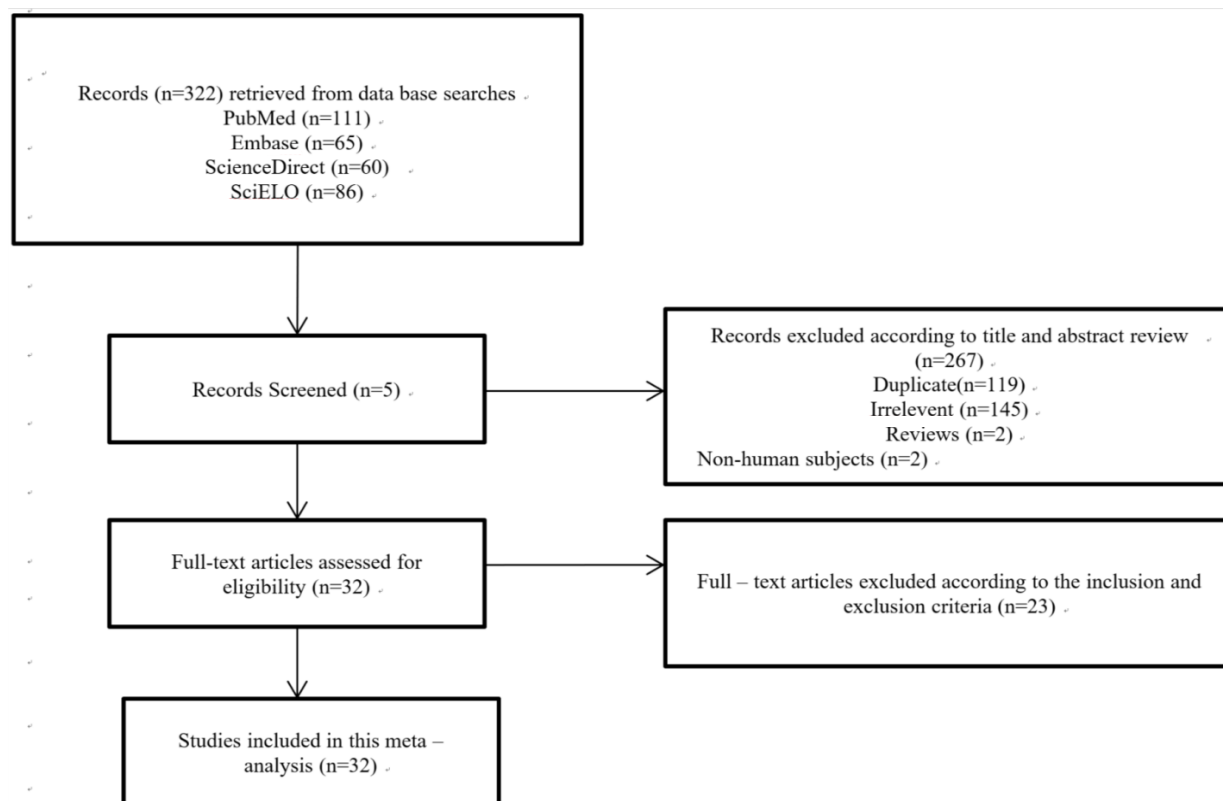 Records (n=322) retrieved from data base searches
PubMed (n=111)
Embase (n=65)
ScienceDirect (n=60)
SciELO (n=86)
Records Screened (n=5)
Records excluded according to title and abstract review
(n=267)
Duplicate(n=119)
Irrelevent (n=145)
Reviews (n=2)
Non-human subjects (n=2)
Full-text articles assessed for
eligibility (n=32)
Full – text articles excluded according to the inclusion and
exclusion criteria (n=23)
Studies included in this meta –
analysis (n=32)